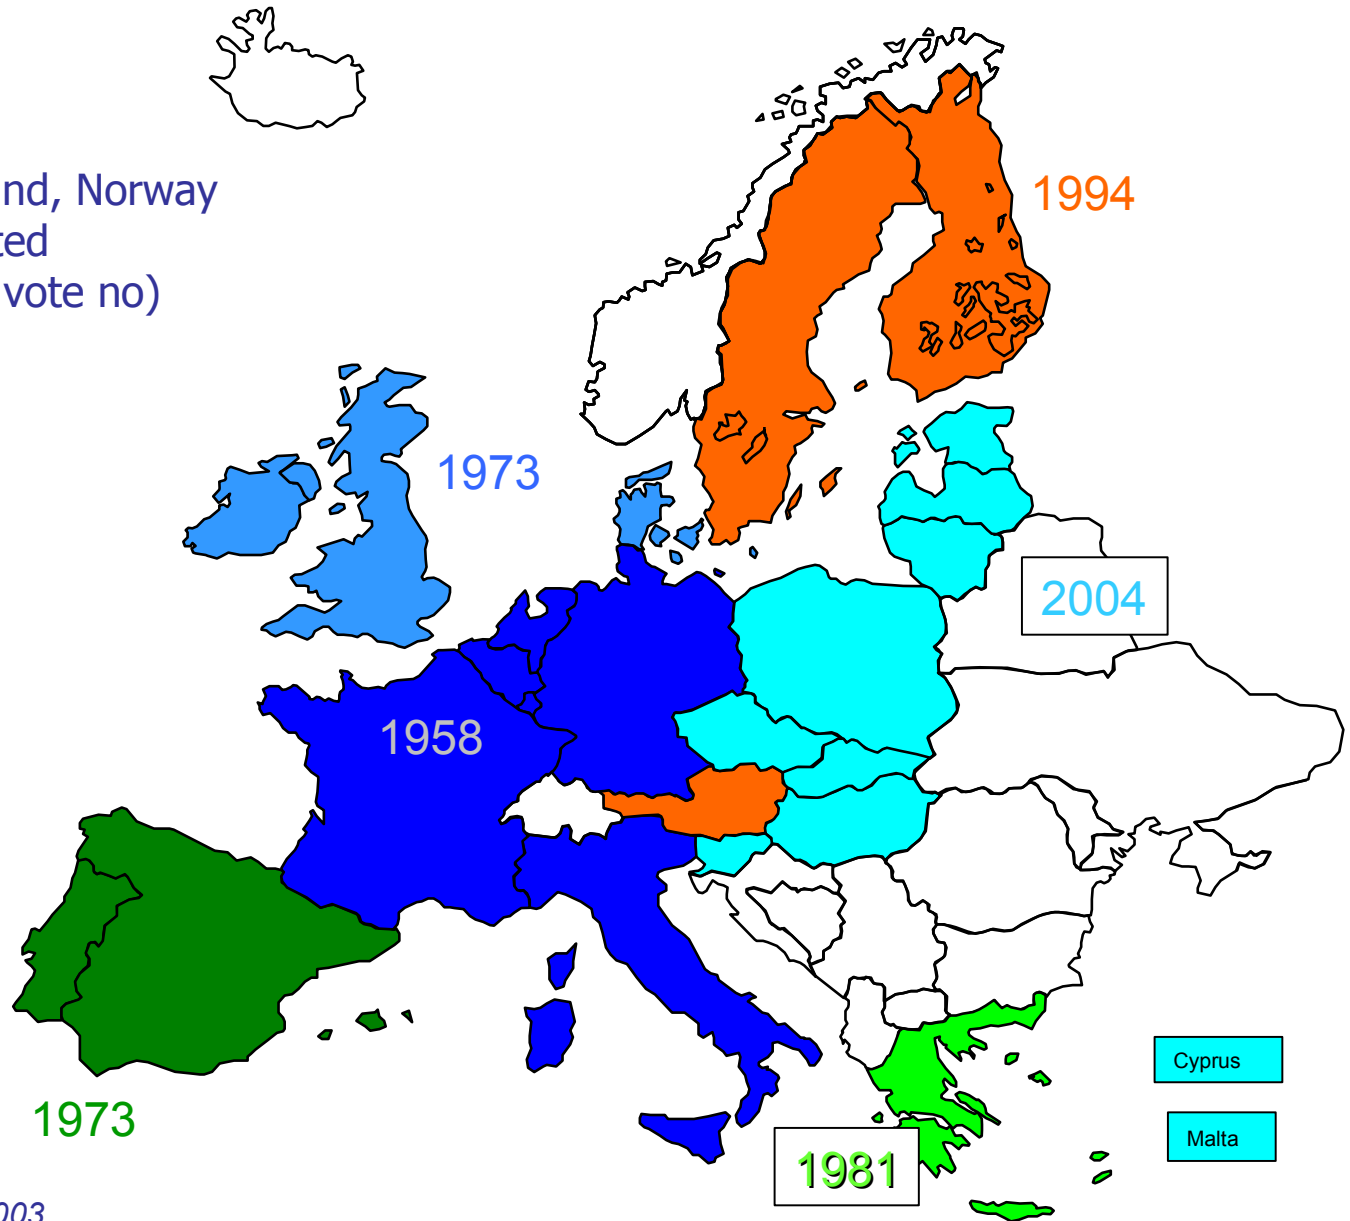 nd, Norway
ted
vote no)
1994
1973
2004
1958
Cyprus
1973
Malta
1981
003